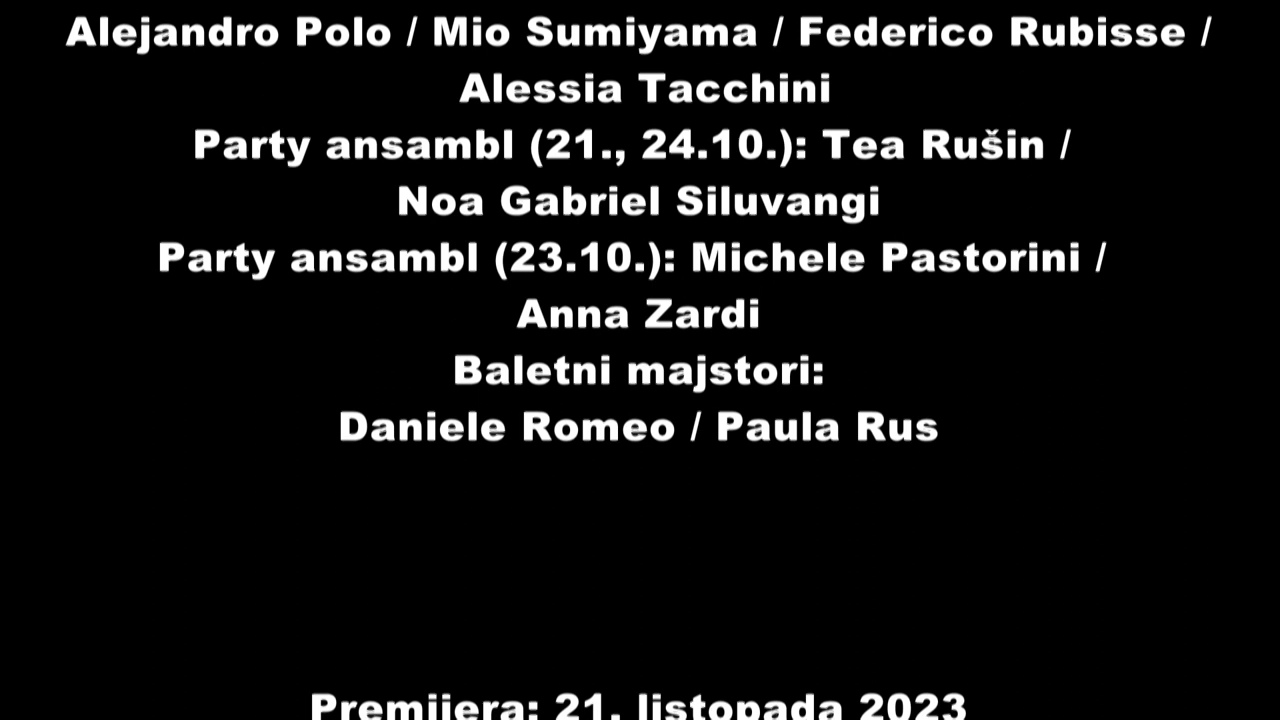 Alejandro Polo / Mio Sumiyama / Federico Rubisse /
Alessia Tacchini
Party ansambl (21., 24.10.): Tea Rušin /
Noa Gabriel Siluvangi
Party ansambl (23.10.): Michele Pastorini /
Anna Zardi
Baletni majstori:
Daniele Romeo / Paula Rus
Premijera: 21. listopada 2023